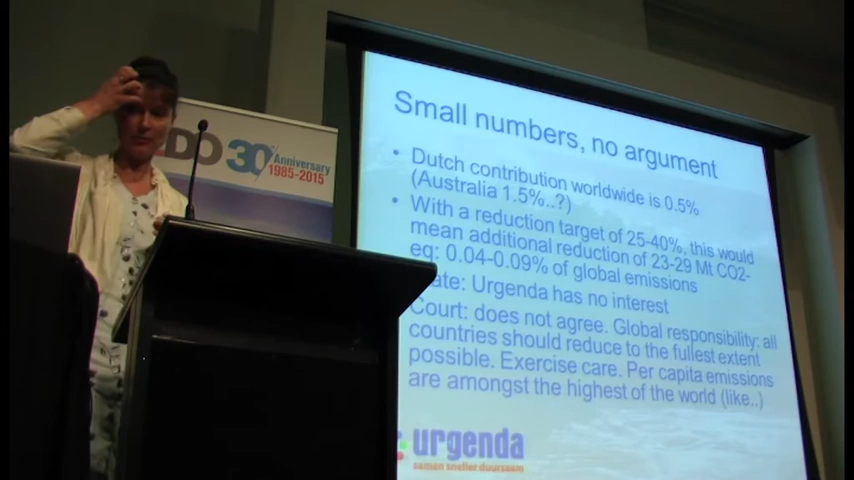 DO 30
Anniversary
1985-2015
Small numbers, no argument
• Dutch contribution worldwide is 0.5%
(Australia 1.5%..?)
• With a reduction target of 25-40%, this would
mean additional reduction of 23-29 Mt CO2-
eq: 0.04-0.09% of global emissions
ate: Urgenda has no interest
Court: does not agree. Global responsibility: all
countries should reduce to the fullest extent
possible. Exercise care. Per capita emissions
are amongst the highest of the world (like..)
urgenda
samen sneller duurzaam